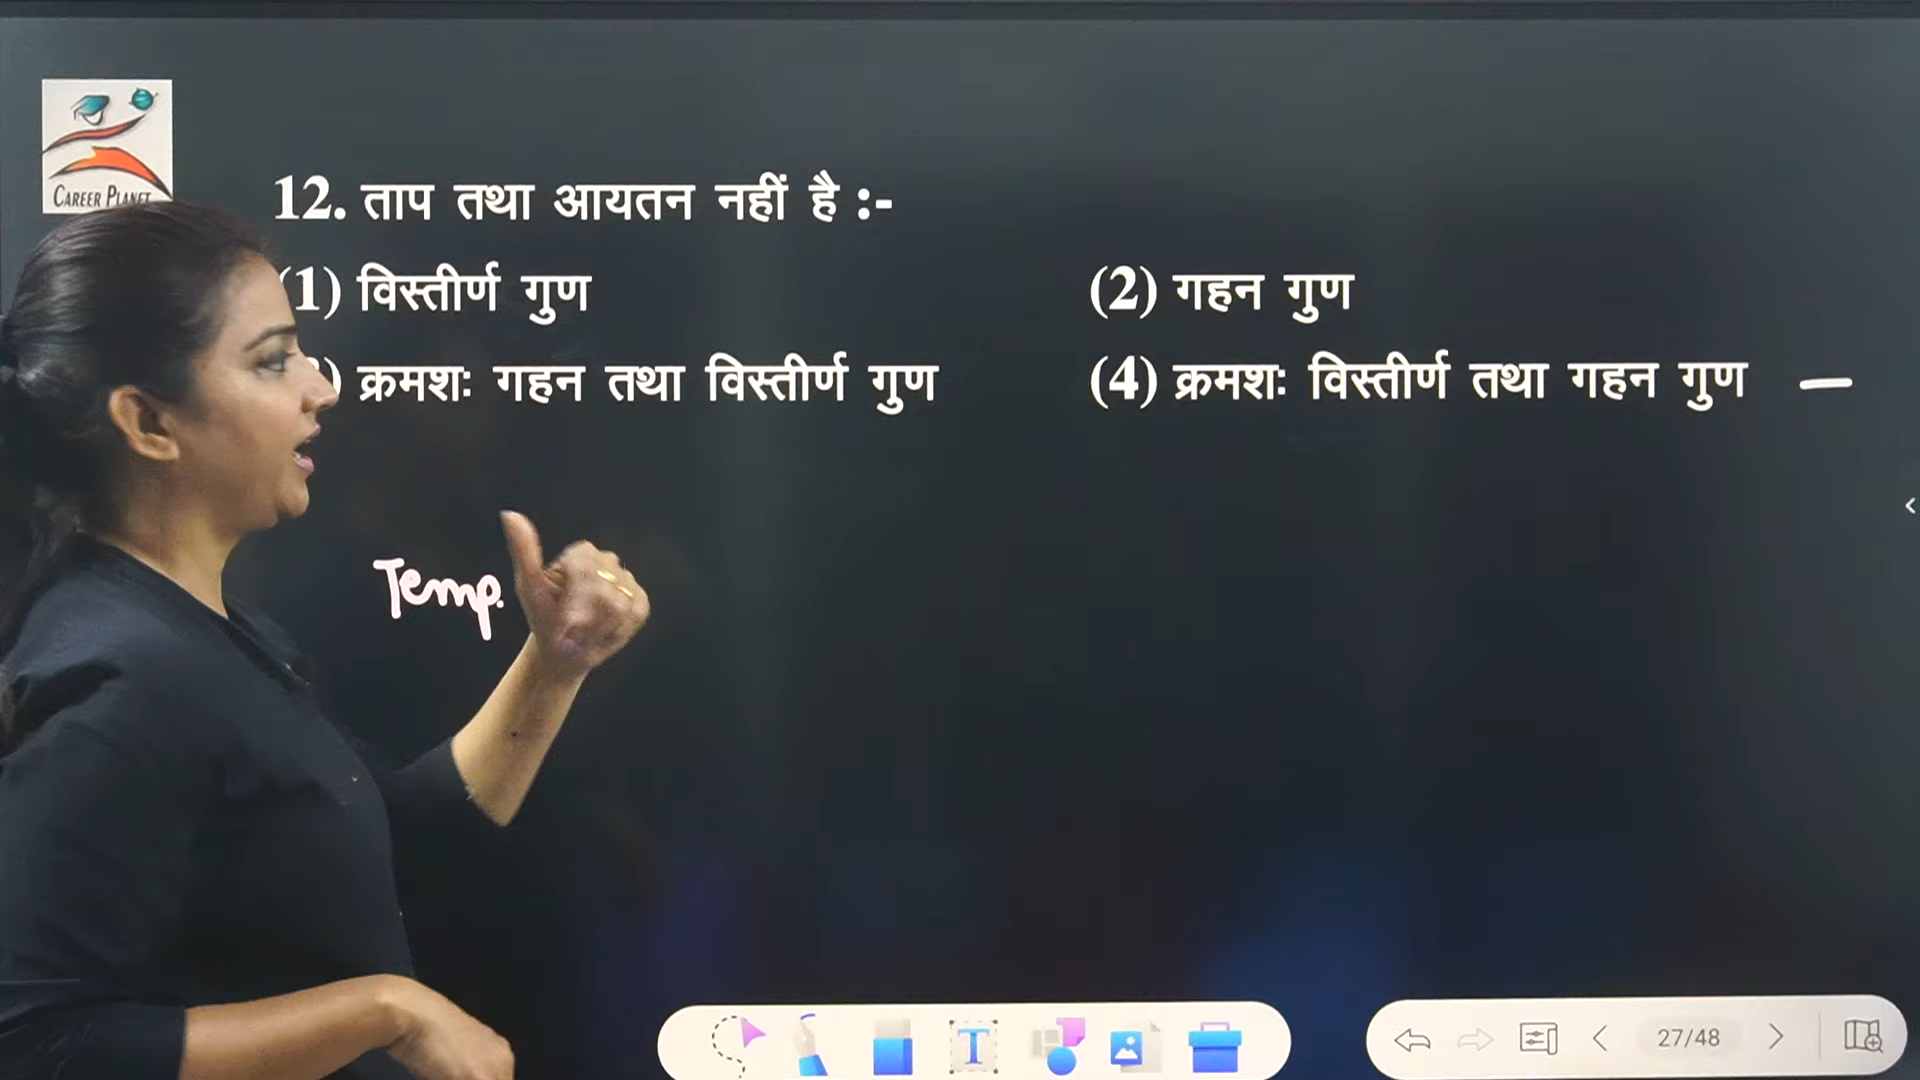 CAREER PLANET
12. ताप तथा आयतन नहीं है :-
(1) विस्तीर्ण गुण
(2) गहन गुण
) क्रमशः गहन तथा विस्तीर्ण गुण
(4) क्रमशः विस्तीर्ण तथा गहन गुण —
Temp.
T
27/48